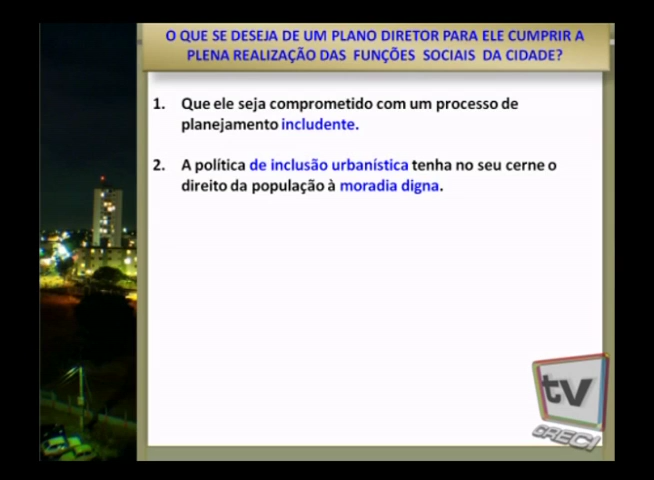 O QUE SE DESEJA DE UM PLANO DIRETOR PARA ELE CUMPRIR A
PLENA REALIZAÇÃO DAS FUNÇÕES SOCIAIS DA CIDADE?
1. Que ele seja comprometido com um processo de
planejamento includente.
2. A política de inclusão urbanística tenha no seu cerne o
direito da população à moradia digna.
tv
CRECI